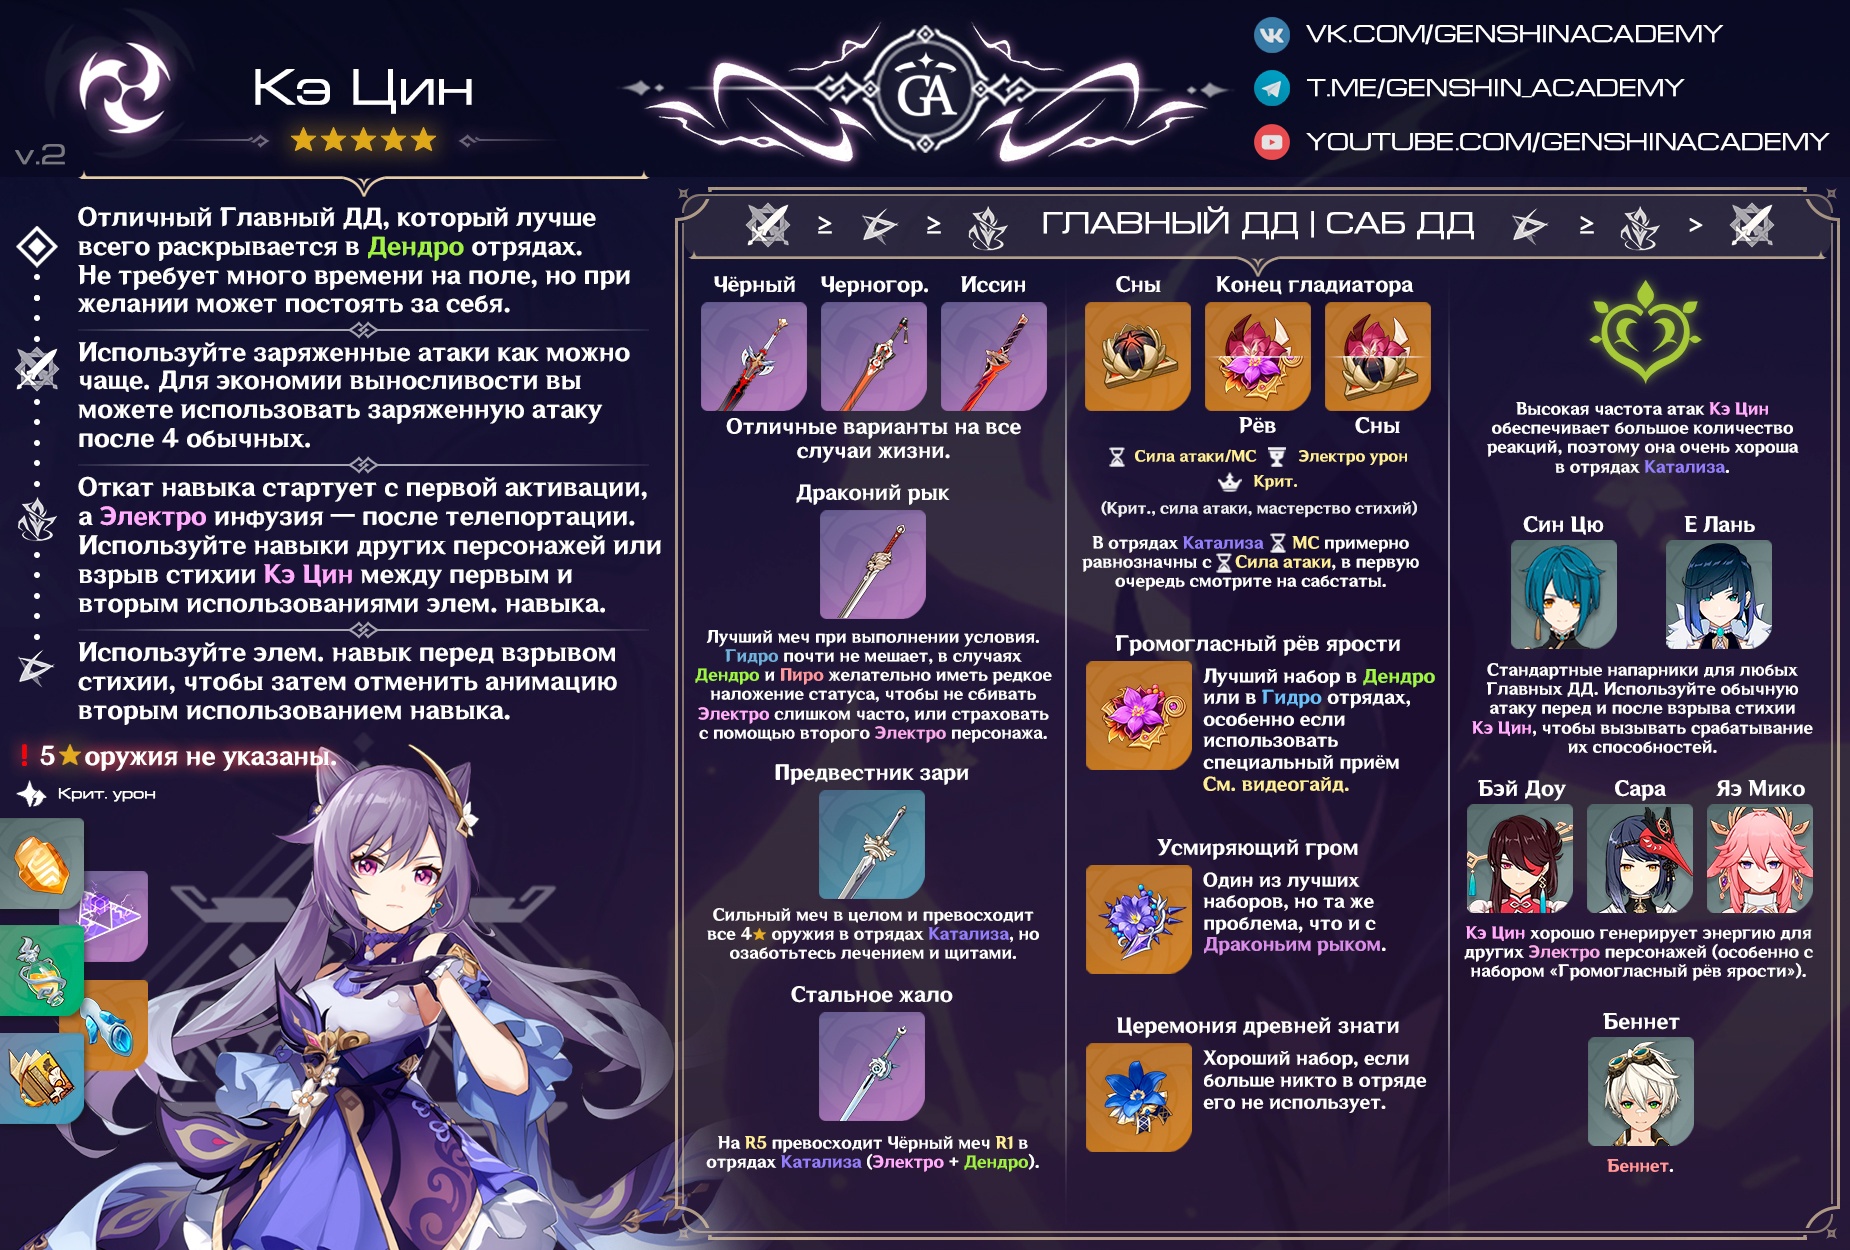 Кэ Цин
v.2
GA
VK.COM/GENSHINACADEMY
T.ME/GENSHIN_ACADEMY
YOUTUBE.COM/GENSHINACADEMY
Отличный Главный ДД, который лучше
всего раскрывается в Дендро отрядах.
Не требует много времени на поле, но при
желании может постоять за себя.
Используйте заряженные атаки как можно
чаще. Для экономии выносливости вы
можете использовать заряженную атаку
после 4 обычных.
Откат навыка стартует с первой активации,
а Электро инфузия — после телепортации.
Используйте навыки других персонажей или
взрыв стихии Кэ Цин между первым и
вторым использованиями элем. навыка.
Используйте элем. навык перед взрывом
стихии, чтобы затем отменить анимацию
вторым использованием навыка.
! 5★ оружия не указаны.
Крит. урон
≥ ≥ ГЛАВНЫЙ ДД | САБ ДД ≥ >
Чёрный Черногор. Иссин
Отличные варианты на все
случаи жизни.
Драконий рык
Лучший меч при выполнении условия.
Гидро почти не мешает, в случаях
Дендро и Пиро желательно иметь редкое
наложение статуса, чтобы не сбивать
Электро слишком часто, или страховать
с помощью второго Электро персонажа.
Предвестник зари
Сильный меч в целом и превосходит
все 4★ оружия в отрядах Катализа, но
озаботьтесь лечением и щитами.
Стальное жало
На R5 превосходит Чёрный меч R1 в
отрядах Катализа (Электро + Дендро).
Сны Конец гладиатора
Рёв Сны
Сила атаки/МС Электро урон
Крит.
(Крит., сила атаки, мастерство стихий)
В отрядах Катализа МС примерно
равнозначны с Сила атаки, в первую
очередь смотрите на сабстаты.
Громогласный рёв ярости
Лучший набор в Дендро
или в Гидро отрядах,
особенно если
использовать
специальный приём
См. видеогайд.
Усмиряющий гром
Один из лучших
наборов, но та же
проблема, что и с
Драконьим рыком.
Церемония древней знати
Хороший набор, если
больше никто в отряде
его не использует.
Высокая частота атак Кэ Цин
обеспечивает большое количество
реакций, поэтому она очень хороша
в отрядах Катализа.
Син Цю Е Лань
Стандартные напарники для любых
Главных ДД. Используйте обычную
атаку перед и после взрыва стихии
Кэ Цин, чтобы вызывать срабатывание
их способностей.
Бэй Доу Сара Яэ Мико
Кэ Цин хорошо генерирует энергию для
других Электро персонажей (особенно с
набором «Громогласный рёв ярости»).
Беннет
Беннет.